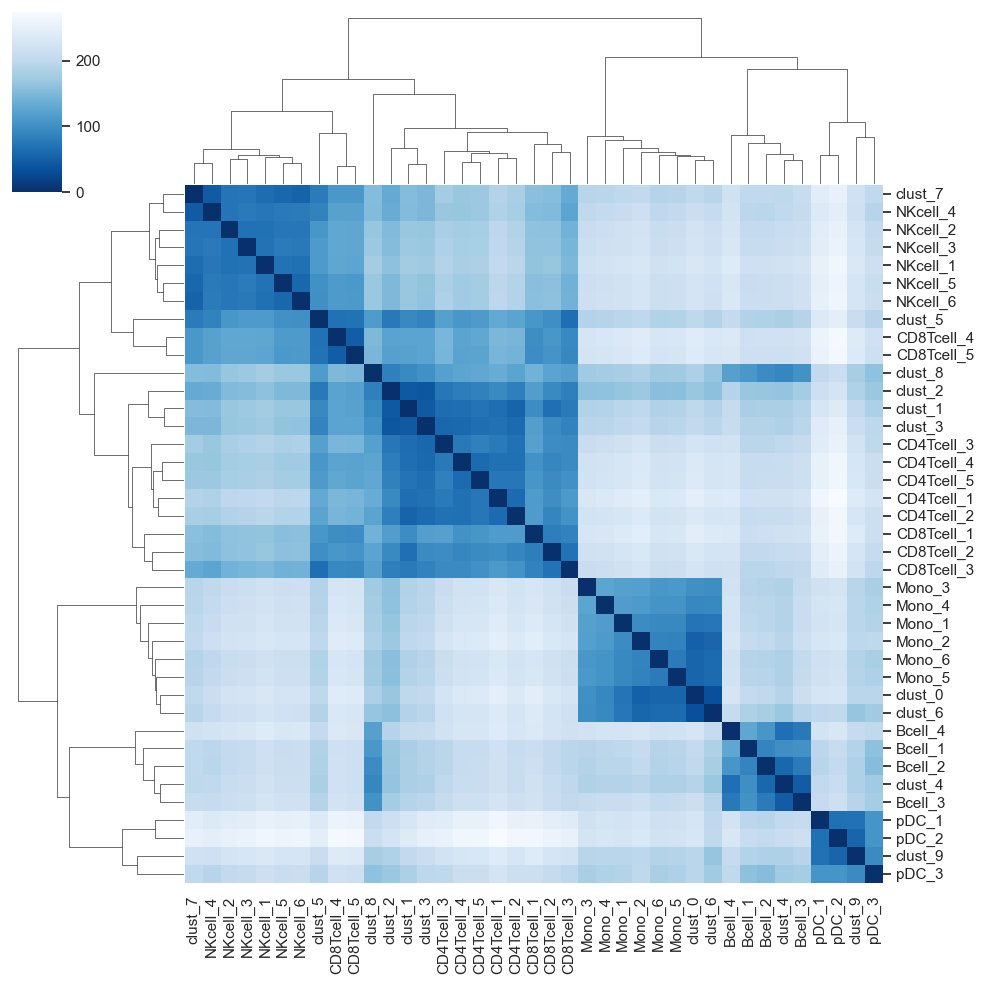 200
100
0
clust_7
NKcell_4
NKcell_2
NKcell_3
NKcell_1
NKcell_5
NKcell_6
clust_5
CD8Tcell_4
CD8Tcell_5
clust_8
clust_2
clust_1
clust_3
CD4Tcell_3
CD4Tcell_4
CD4Tcell_5
CD4Tcell_1
CD4Tcell_2
CD8Tcell_1
CD8Tcell_2
CD8Tcell_3
Mono_3
Mono_4
Mono_1
Mono_2
Mono_6
Mono_5
clust_0
clust_6
Bcell_4
Bcell_1
Bcell_2
clust_4
Bcell_3
pDC_1
pDC_2
clust_9
pDC_3
clust_7
NKcell_4
NKcell_2
NKcell_3
NKcell_1
NKcell_5
NKcell_6
clust_5
CD8Tcell_4
CD8Tcell_5
clust_8
clust_2
clust_1
clust_3
CD4Tcell_3
CD4Tcell_4
CD4Tcell_5
CD4Tcell_1
CD4Tcell_2
CD8Tcell_1
CD8Tcell_2
CD8Tcell_3
Mono_3
Mono_4
Mono_1
Mono_2
Mono_6
Mono_5
clust_0
clust_6
Bcell_4
Bcell_1
Bcell_2
clust_4
Bcell_3
pDC_1
pDC_2
clust_9
pDC_3